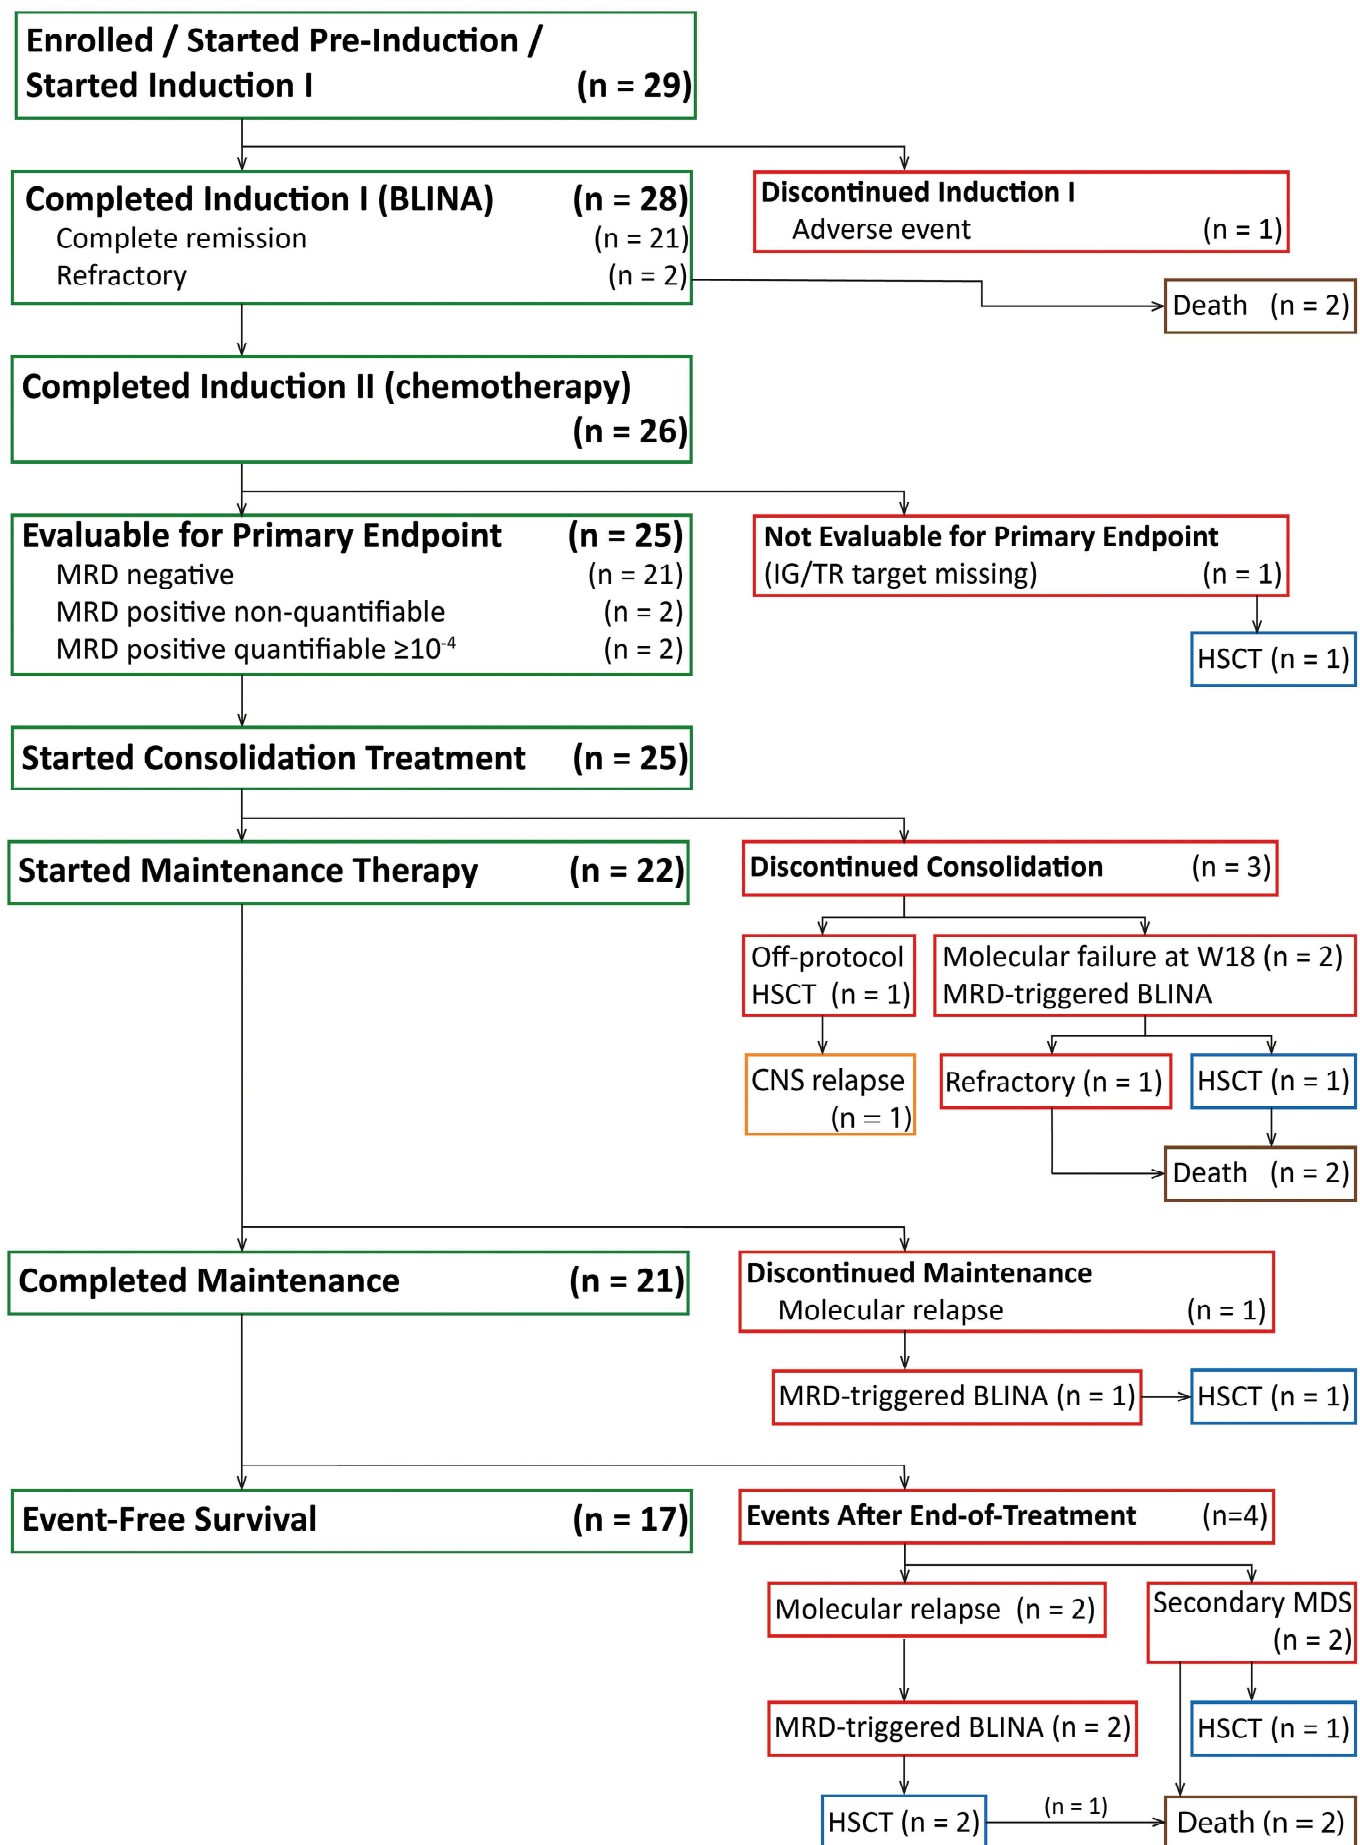 Enrolled / Started Pre-Induction /
Started Induction I (n = 29)
Completed Induction I (BLINA) (n = 28)
Complete remission (n = 21)
Refractory (n = 2)
Discontinued Induction I
Adverse event (n = 1)
Death (n = 2)
Completed Induction II (chemotherapy)
(n = 26)
Evaluable for Primary Endpoint (n = 25)
MRD negative (n = 21)
MRD positive non-quantifiable (n = 2)
MRD positive quantifiable ≥10⁻⁴ (n = 2)
Not Evaluable for Primary Endpoint
(IG/TR target missing) (n = 1)
HSCT (n = 1)
Started Consolidation Treatment (n = 25)
Started Maintenance Therapy (n = 22)
Discontinued Consolidation (n = 3)
Off-protocol
HSCT (n = 1)
Molecular failure at W18 (n = 2)
MRD-triggered BLINA
CNS relapse
(n = 1)
Refractory (n = 1)
HSCT (n = 1)
Death (n = 2)
Completed Maintenance (n = 21)
Discontinued Maintenance
Molecular relapse (n = 1)
MRD-triggered BLINA (n = 1)
HSCT (n = 1)
Event-Free Survival (n = 17)
Events After End-of-Treatment (n=4)
Molecular relapse (n = 2)
Secondary MDS
(n = 2)
MRD-triggered BLINA (n = 2)
HSCT (n = 1)
HSCT (n = 2)
(n = 1)
Death (n = 2)